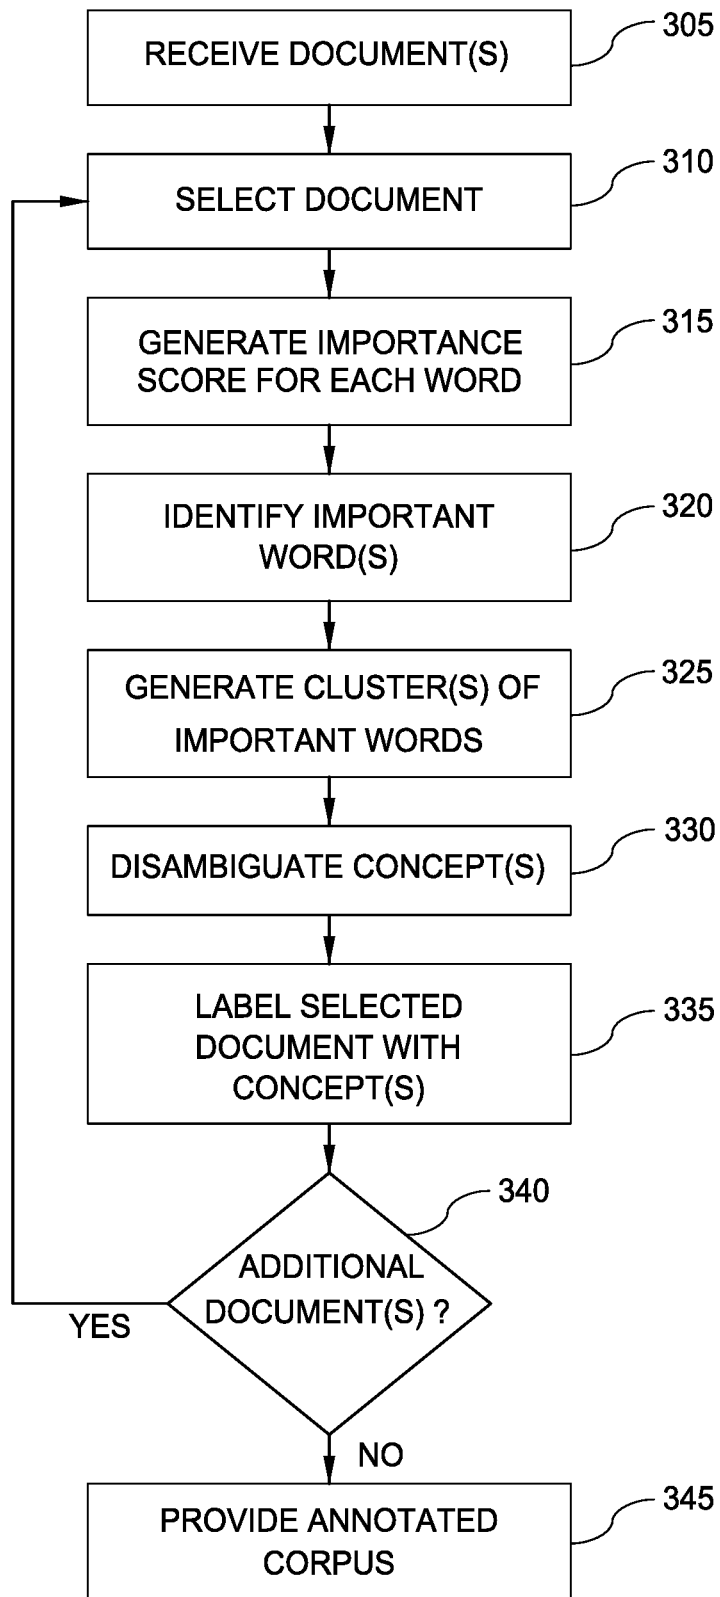 RECEIVE DOCUMENT(S)
305
SELECT DOCUMENT
310
GENERATE IMPORTANCE
SCORE FOR EACH WORD
315
IDENTIFY IMPORTANT
WORD(S)
320
GENERATE CLUSTER(S) OF
IMPORTANT WORDS
325
DISAMBIGUATE CONCEPT(S)
330
LABEL SELECTED
DOCUMENT WITH
CONCEPT(S)
335
ADDITIONAL
DOCUMENT(S) ?
340
YES
NO
PROVIDE ANNOTATED
CORPUS
345